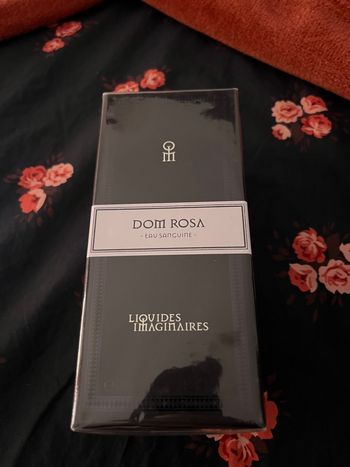 DOM ROSA
- EAU SANGUINE -
LIQUIDES
IMAGINAIRES